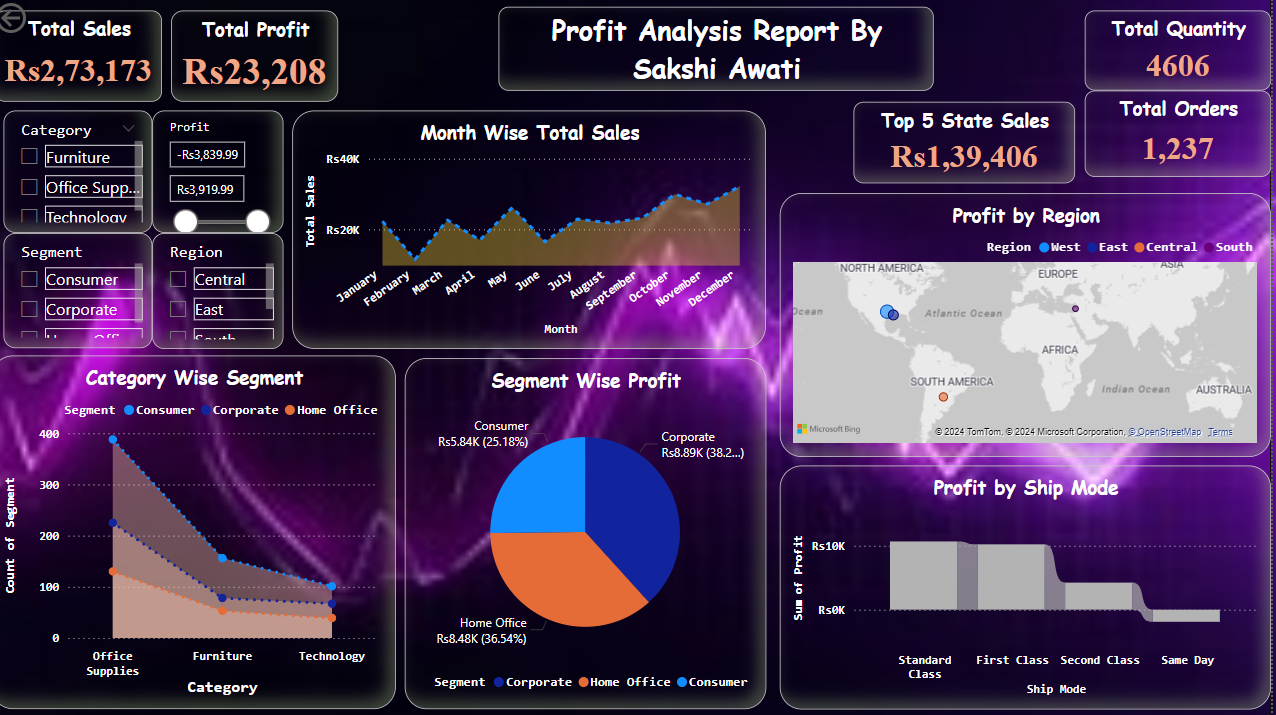 Total Sales
Rs2,73,173
Total Profit
Rs23,208
Profit Analysis Report By
Sakshi Awati
Total Quantity
4606
Top 5 State Sales
Rs1,39,406
Total Orders
1,237
Category
Furniture
Office Supp...
Technology
Profit
-Rs3,839.99
Rs3,919.99
Segment
Consumer
Corporate
Region
Central
East
South
Month Wise Total Sales
Total Sales
Rs40K
Rs20K
January
February
March
April
May
June
July
August
September
October
November
December
Month
Profit by Region
Region West East Central South
NORTH AMERICA
EUROPE
ASIA
Ocean
Atlantic Ocean
AFRICA
SOUTH AMERICA
Indian Ocean
AUSTRALIA
Microsoft Bing
© 2024 TomTom, © 2024 Microsoft Corporation, © OpenStreetMap Terms
Category Wise Segment
Segment Consumer Corporate Home Office
Count of Segment
400
300
200
100
0
Office
Supplies
Furniture
Technology
Category
Segment Wise Profit
Consumer
Rs5.84K (25.18%)
Corporate
Rs8.89K (38.2...)
Home Office
Rs8.48K (36.54%)
Segment Corporate Home Office Consumer
Profit by Ship Mode
Sum of Profit
Rs10K
Rs0K
Standard
Class
First Class
Second Class
Same Day
Ship Mode